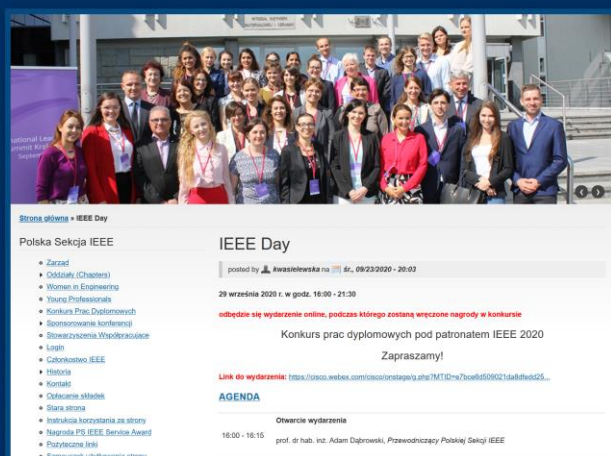 national Lea
ummit Kra
Septem
Strona główna » IEEE Day
Polska Sekcja IEEE
Zarząd
Oddziały (Chapters)
Women in Engineering
Young Professionals
Konkurs Prac Dyplomowych
Sponsorowanie konferencji
Stowarzyszenia Współpracujące
Login
Członkostwo IEEE
Historia
Kontakt
Opłacanie składek
Stara strona
Instrukcja korzystania ze strony
Nagroda PS IEEE Service Award
Pożyteczne linki
IEEE Day
posted by kwasielewska na śr., 09/23/2020 - 20:03
29 września 2020 r. w godz. 16:00 - 21:30
odbędzie się wydarzenie online, podczas którego zostaną wręczone nagrody w konkursie
Konkurs prac dyplomowych pod patronatem IEEE 2020
Zapraszamy!
Link do wydarzenia: https://cisco.webex.com/cisco/onstage/g.php?MTID=e7bce8d509021da8dfedd25...
AGENDA
Otwarcie wydarzenia
16:00 - 16:15
prof. dr hab. inż. Adam Dąbrowski, Przewodniczący Polskiej Sekcji IEEE